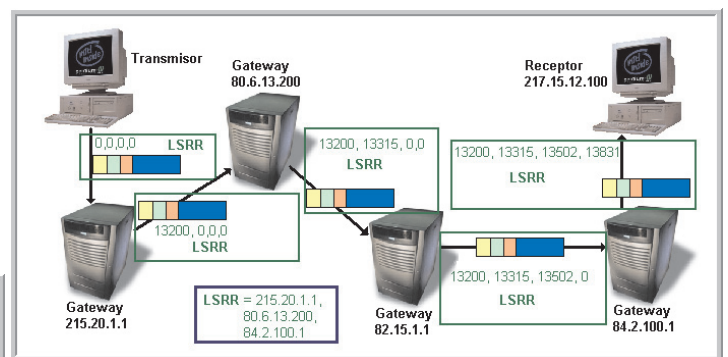 Transmisor
Gateway
80.6.13.200
Receptor
217.15.12.100
0,0,0,0
LSRR
13200, 13315, 0,0
LSRR
13200, 13315, 13502, 13831
LSRR
13200, 0,0,0
LSRR
Gateway
215.20.1.1
LSRR = 215.20.1.1,
80.6.13.200,
84.2.100.1
Gateway
82.15.1.1
13200, 13315, 13502, 0
LSRR
Gateway
84.2.100.1